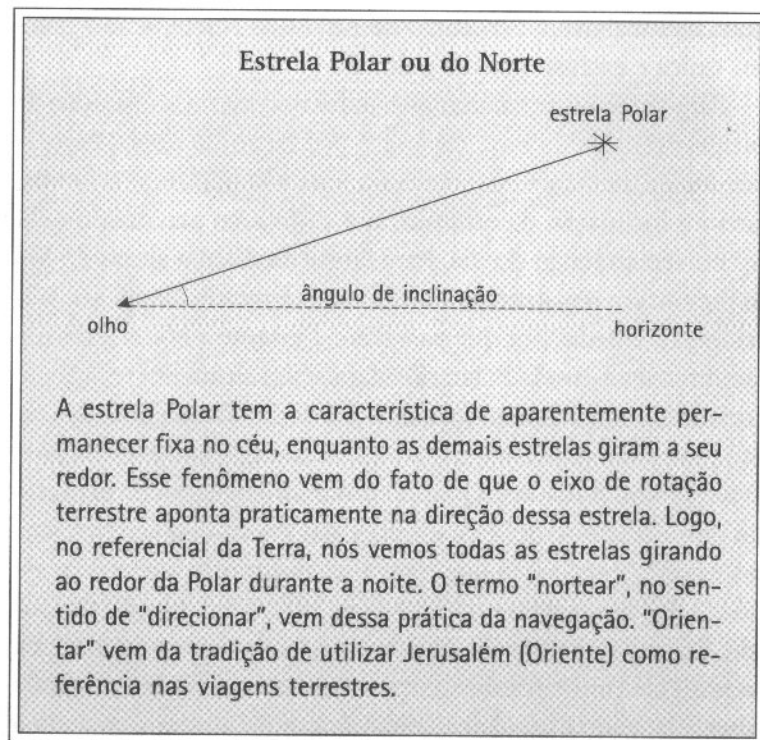 Estrela Polar ou do Norte
estrela Polar
ângulo de inclinação
olho
horizonte
A estrela Polar tem a característica de aparentemente per-
manecer fixa no céu, enquanto as demais estrelas giram a seu
redor. Esse fenômeno vem do fato de que o eixo de rotação
terrestre aponta praticamente na direção dessa estrela. Logo,
no referencial da Terra, nós vemos todas as estrelas girando
ao redor da Polar durante a noite. O termo "nortear", no sen-
tido de "direcionar", vem dessa prática da navegação. "Orien-
tar" vem da tradição de utilizar Jerusalém (Oriente) como re-
ferência nas viagens terrestres.